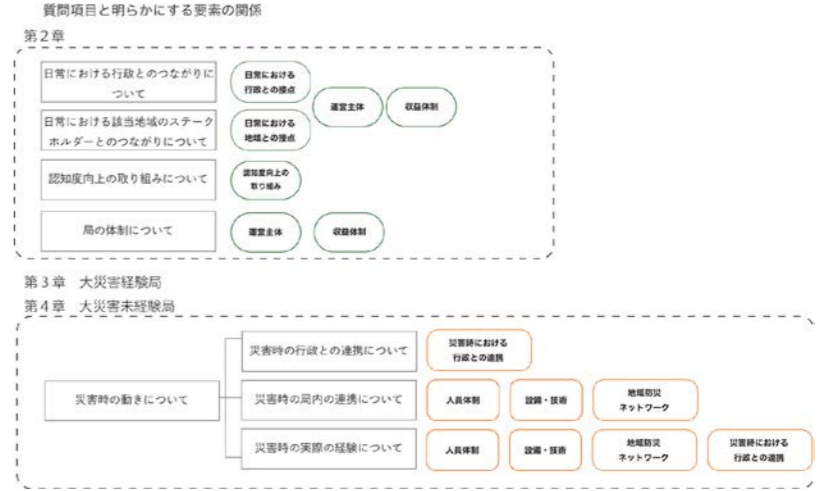 質問項目と明らかにする要素の関係
第2章
日常における行政とのつながりに
ついて
日常における
行政との接点
運営主体
収益体制
日常における該当地域のステーク
ホルダーとのつながりについて
日常における
地域との接点
認知度向上の取り組みについて
認知度向上の
取り組み
局の体制について
運営主体
収益体制
第3章 大災害経験局
第4章 大災害未経験局
災害時の動きについて
災害時の行政との連携について
災害時における
行政との連携
災害時の局内の連携について
人員体制
設備・技術
地域防災
ネットワーク
災害時の実際の経験について
人員体制
設備・技術
地域防災
ネットワーク
災害時における
行政との連携